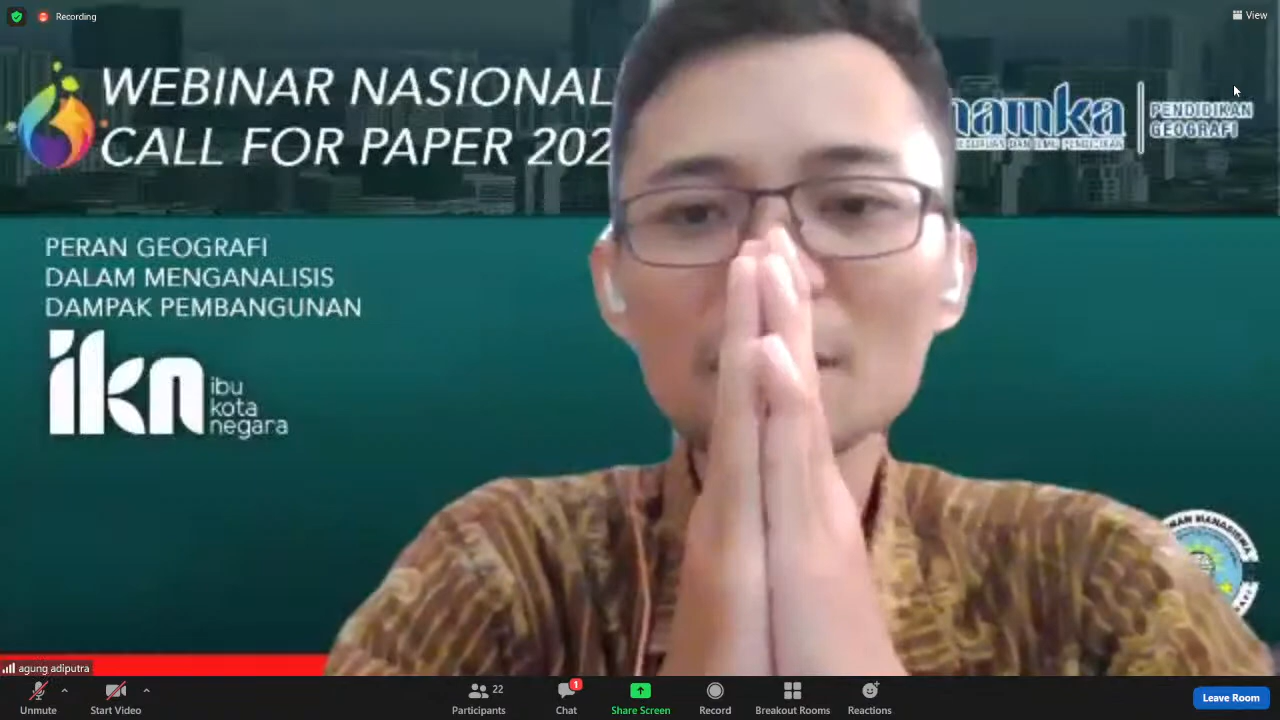 Recording
View
WEBINAR NASIONAL
CALL FOR PAPER 202
hamka
PENDIDIKAN
GEOGRAFI
PERAN GEOGRAFI
DALAM MENGANALISIS
DAMPAK PEMBANGUNAN
ikn
ibu
kota
negara
agung adiputra
Unmute
Start Video
22
Participants
1
Chat
Share Screen
Record
Breakout Rooms
Reactions
Leave Room